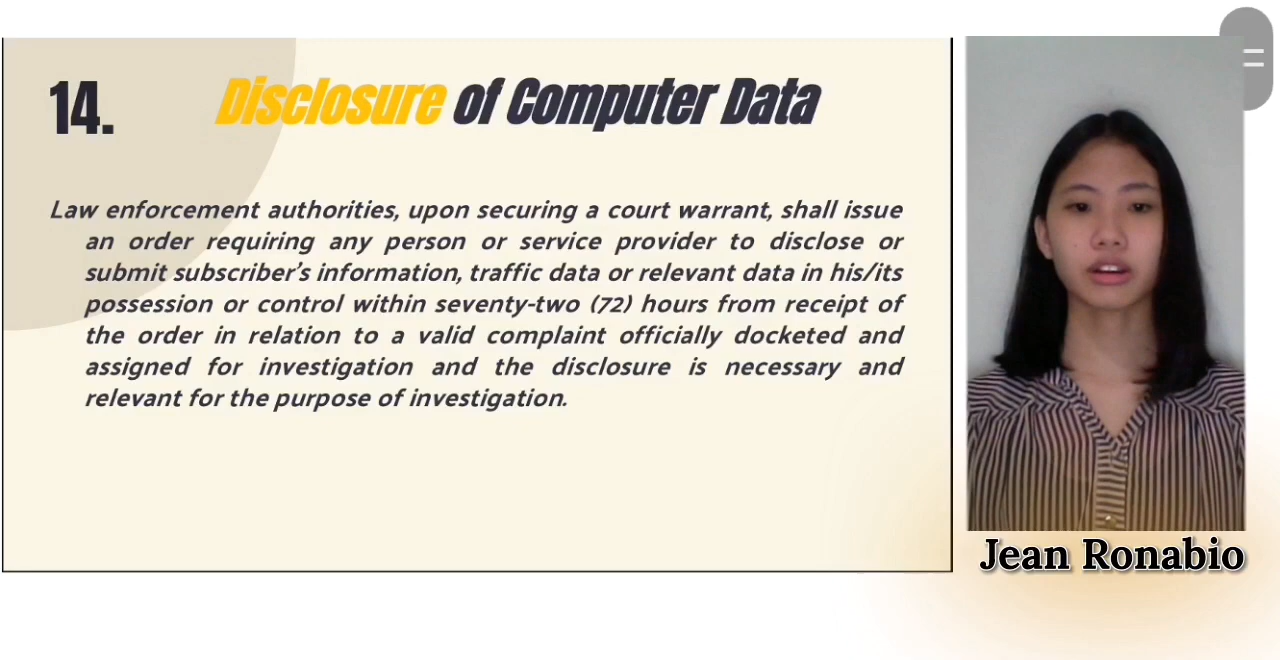 14. Disclosure of Computer Data
Law enforcement authorities, upon securing a court warrant, shall issue
an order requiring any person or service provider to disclose or
submit subscriber’s information, traffic data or relevant data in his/its
possession or control within seventy-two (72) hours from receipt of
the order in relation to a valid complaint officially docketed and
assigned for investigation and the disclosure is necessary and
relevant for the purpose of investigation.
Jean Ronabio